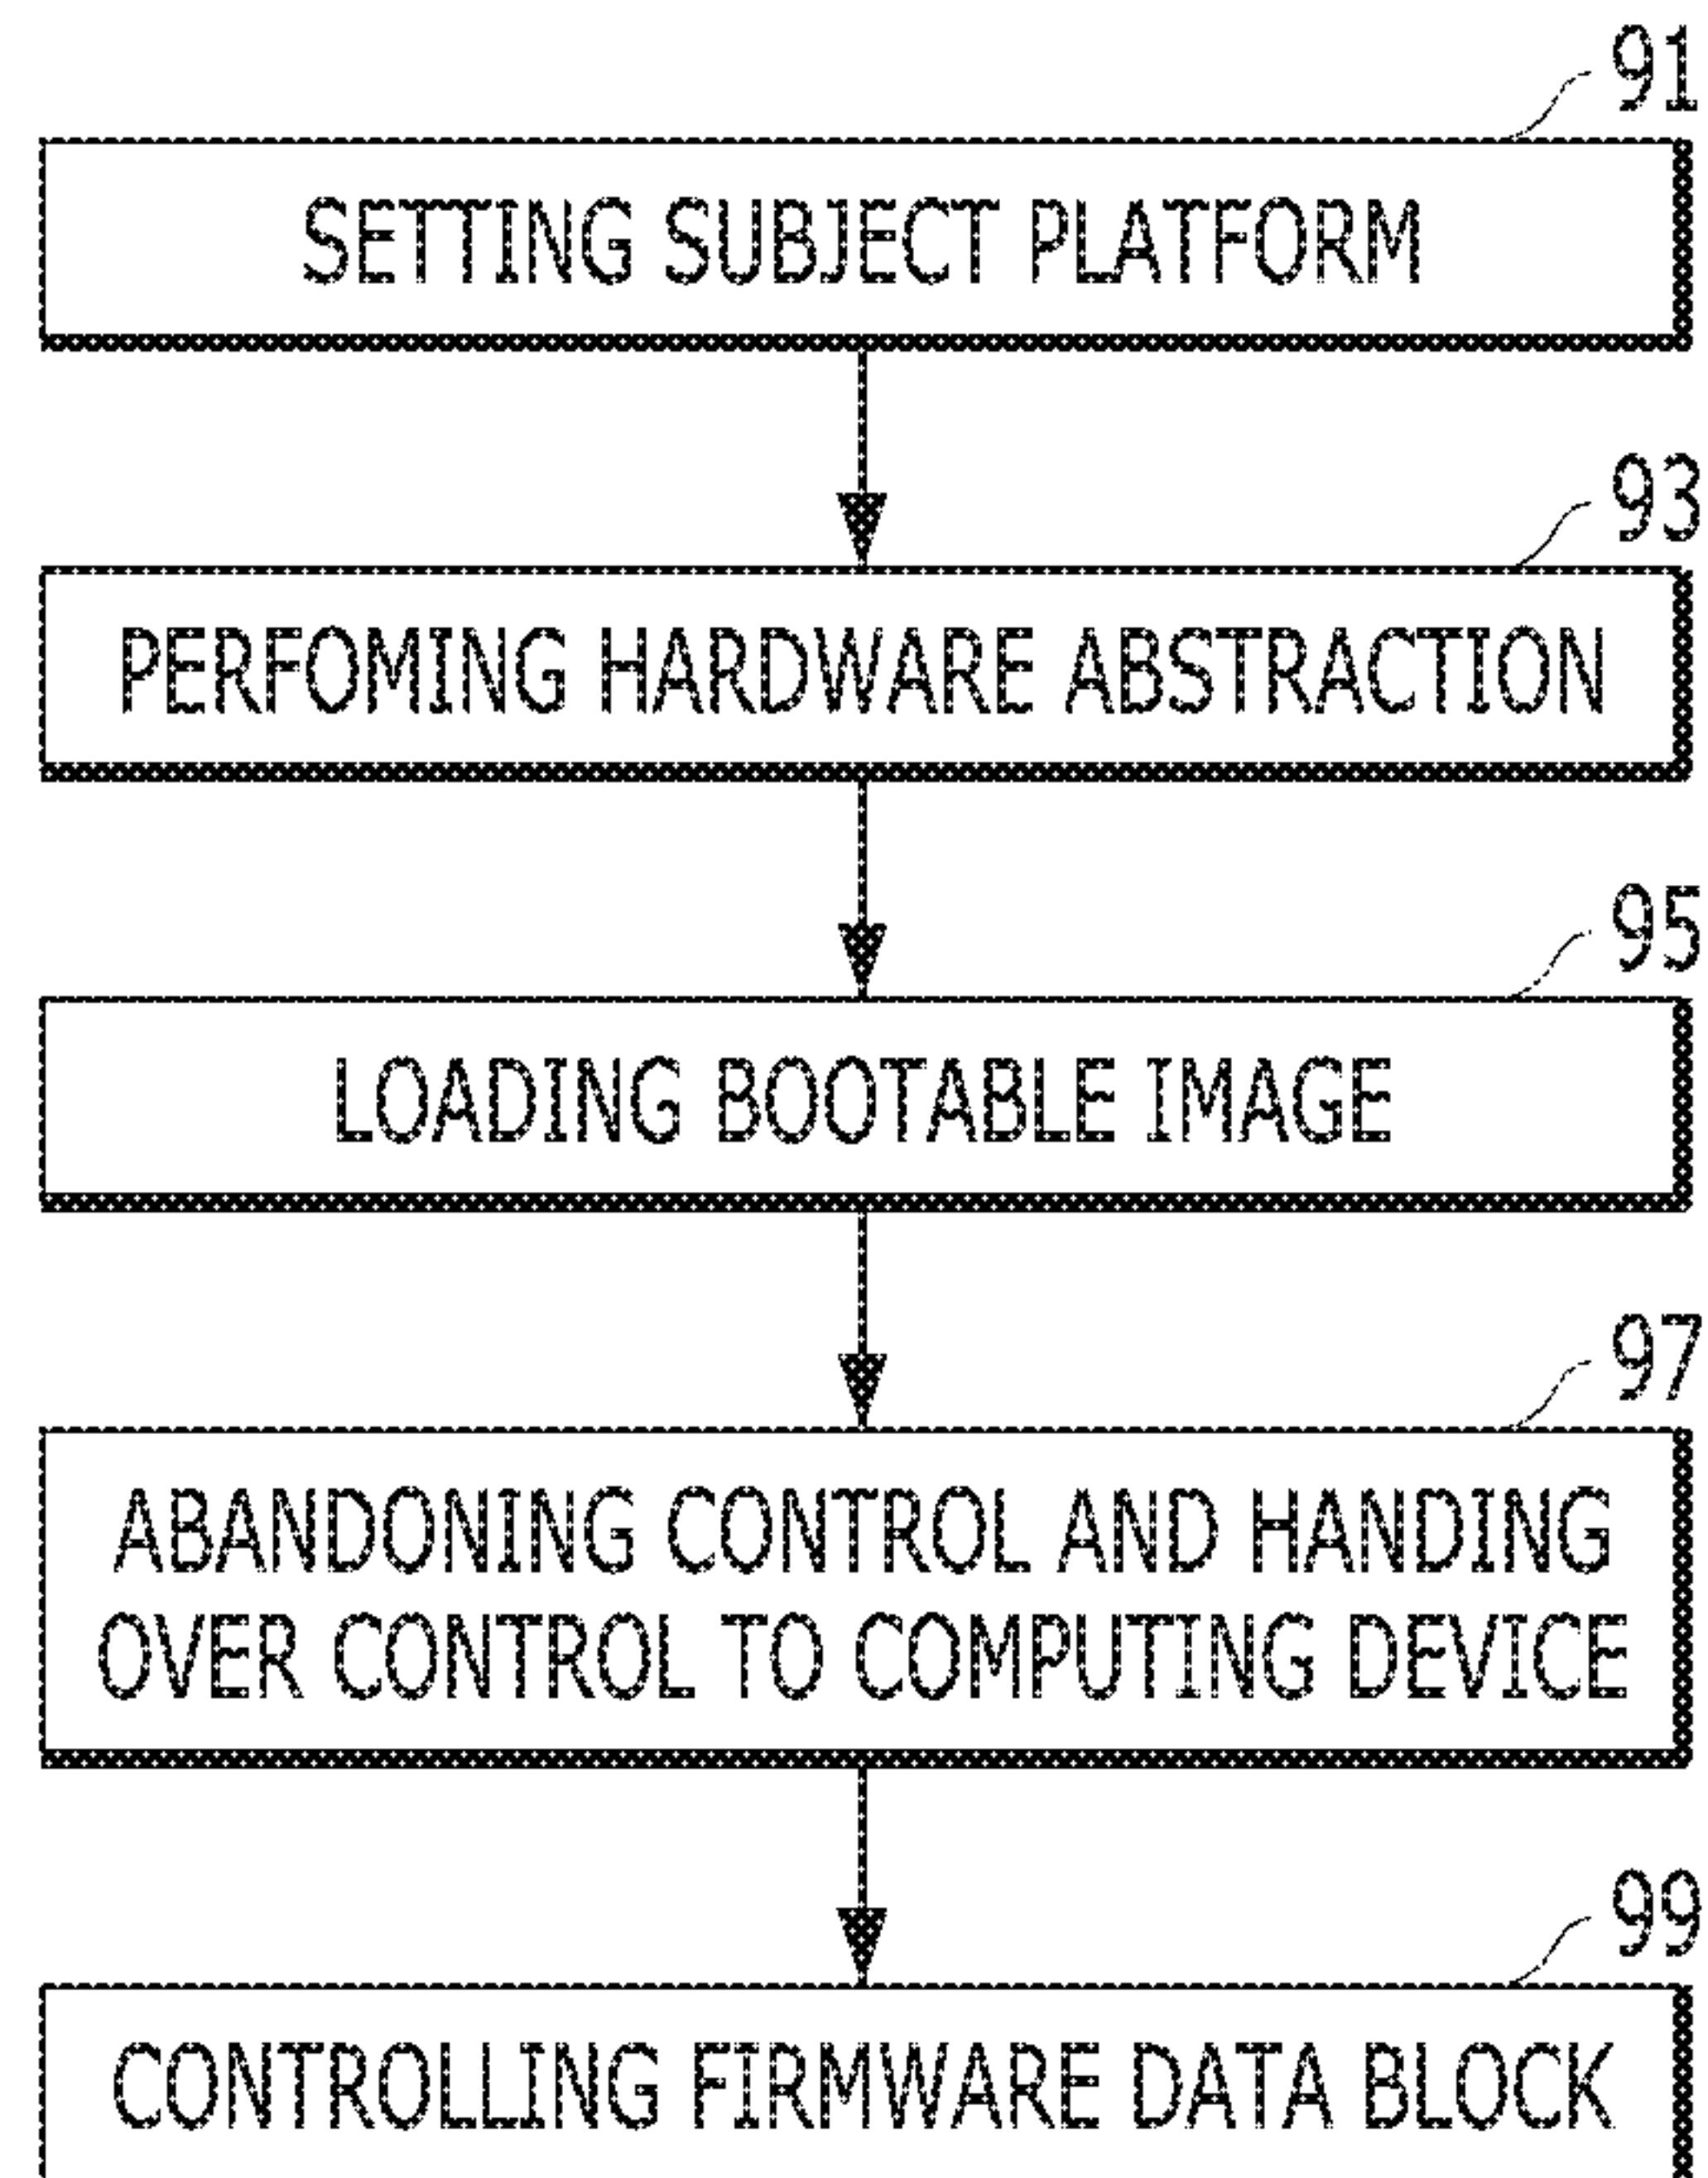 91
SETTING SUBJECT PLATFORM
93
PERFOMING HARDWARE ABSTRACTION
95
LOADING BOOTABLE IMAGE
97
ABANDONING CONTROL AND HANDING
OVER CONTROL TO COMPUTING DEVICE
99
CONTROLLING FIRMWARE DATA BLOCK